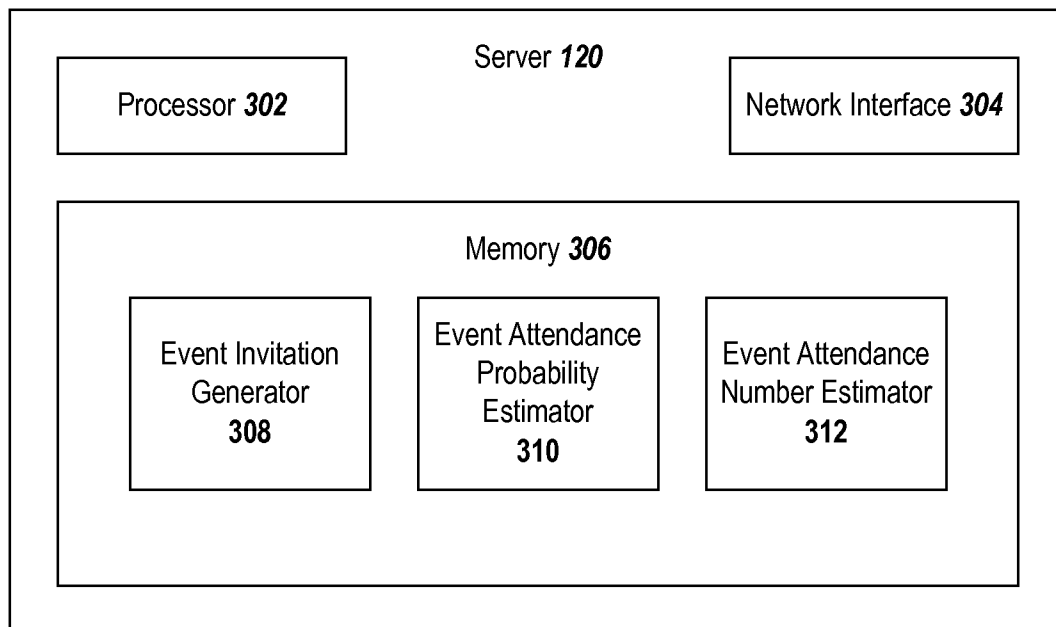 Server 120
Processor 302
Network Interface 304
Memory 306
Event Invitation
Generator
308
Event Attendance
Probability
Estimator
310
Event Attendance
Number Estimator
312